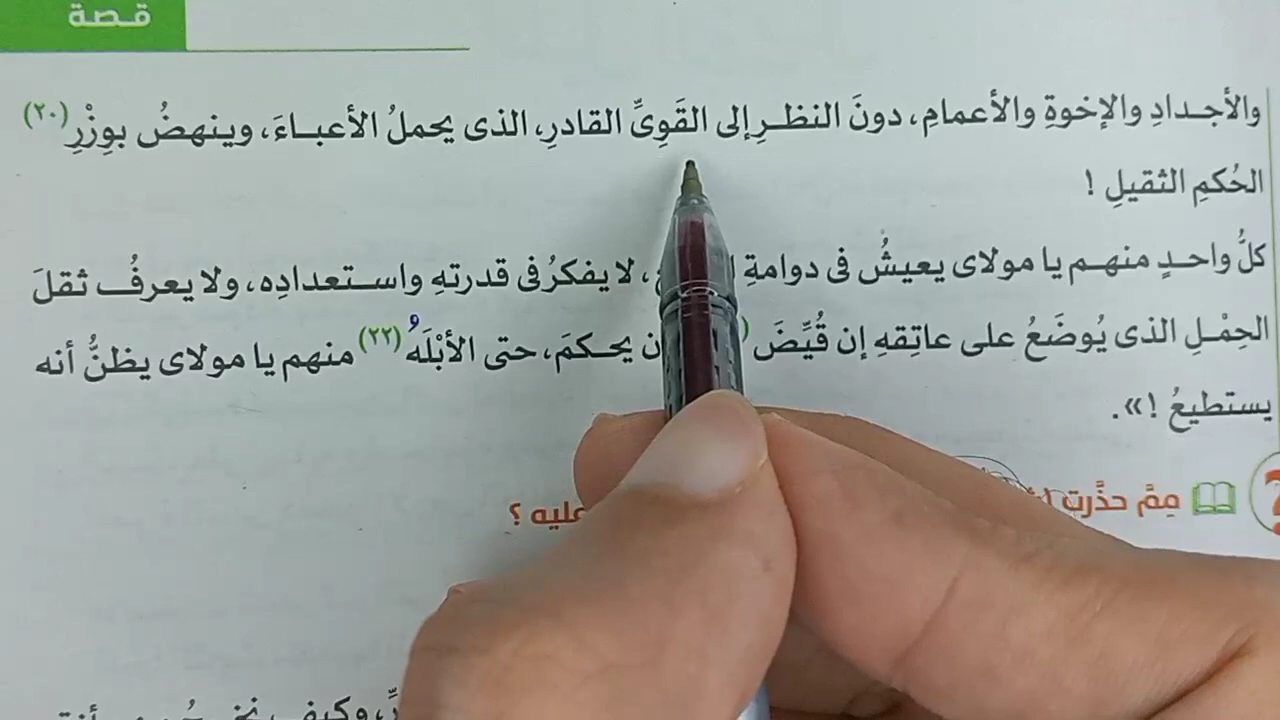 قصة
والأجدادِ والإخوةِ والأعمامِ، دونَ النظرِ إلى القَوِىِّ القادرِ، الذى يحملُ الأعباءَ، وينهضُ بوِزْرِ (٢٠)
الحُكمِ الثقيلِ !
كلُّ واحدٍ منهم يا مولاى يعيشُ فى دوامةِ ، لا يفكرُ فى قدرتهِ واستعدادِه، ولا يعرفُ ثقلَ
الحِمْلِ الذى يُوضَعُ على عاتِقهِ إن قُيِّضَ يحكمَ، حتى الأبْلَه (٢٢) منهم يا مولاى يظنُّ أنه
يستطيعُ !».
مِمَّ حذَّرت عليه ؟